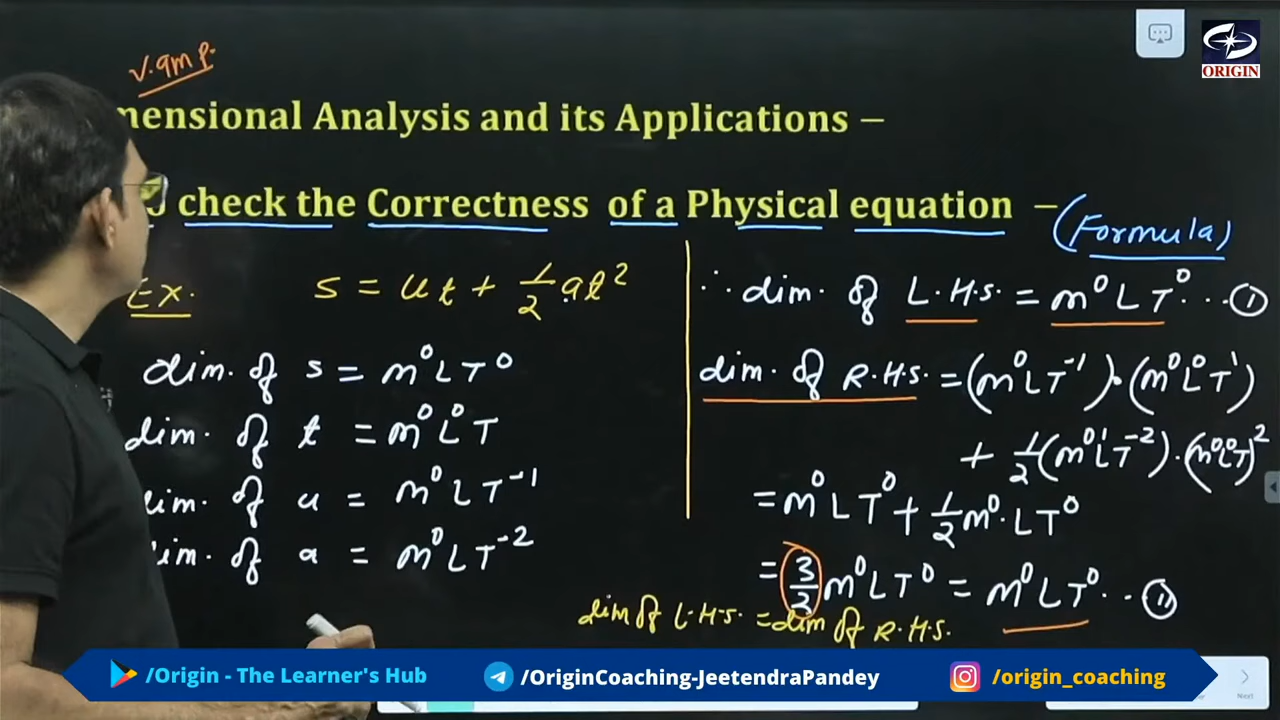 V. Imp.
ORIGIN
mensional Analysis and its Applications –
check the Correctness of a Physical equation – (Formula)
Ex. s = ut + 1/2 at²
dim. of s = M⁰LT⁰
dim. of t = M⁰L⁰T
dim. of u = M⁰LT⁻¹
dim. of a = M⁰LT⁻²
∴ dim. of L.H.S. = M⁰LT⁰ ... ①
dim. of R.H.S. = (M⁰LT⁻¹).(M⁰L⁰T¹)
+ 1/2 (M⁰L¹T⁻²).(M⁰L⁰T)²
= M⁰LT⁰ + 1/2 M⁰.LT⁰
= 3/2 M⁰LT⁰ = M⁰LT⁰ ... ⑪
dim of L.H.S. = dim of R.H.S.
/Origin - The Learner's Hub
/OriginCoaching-JeetendraPandey
/origin_coaching
Next